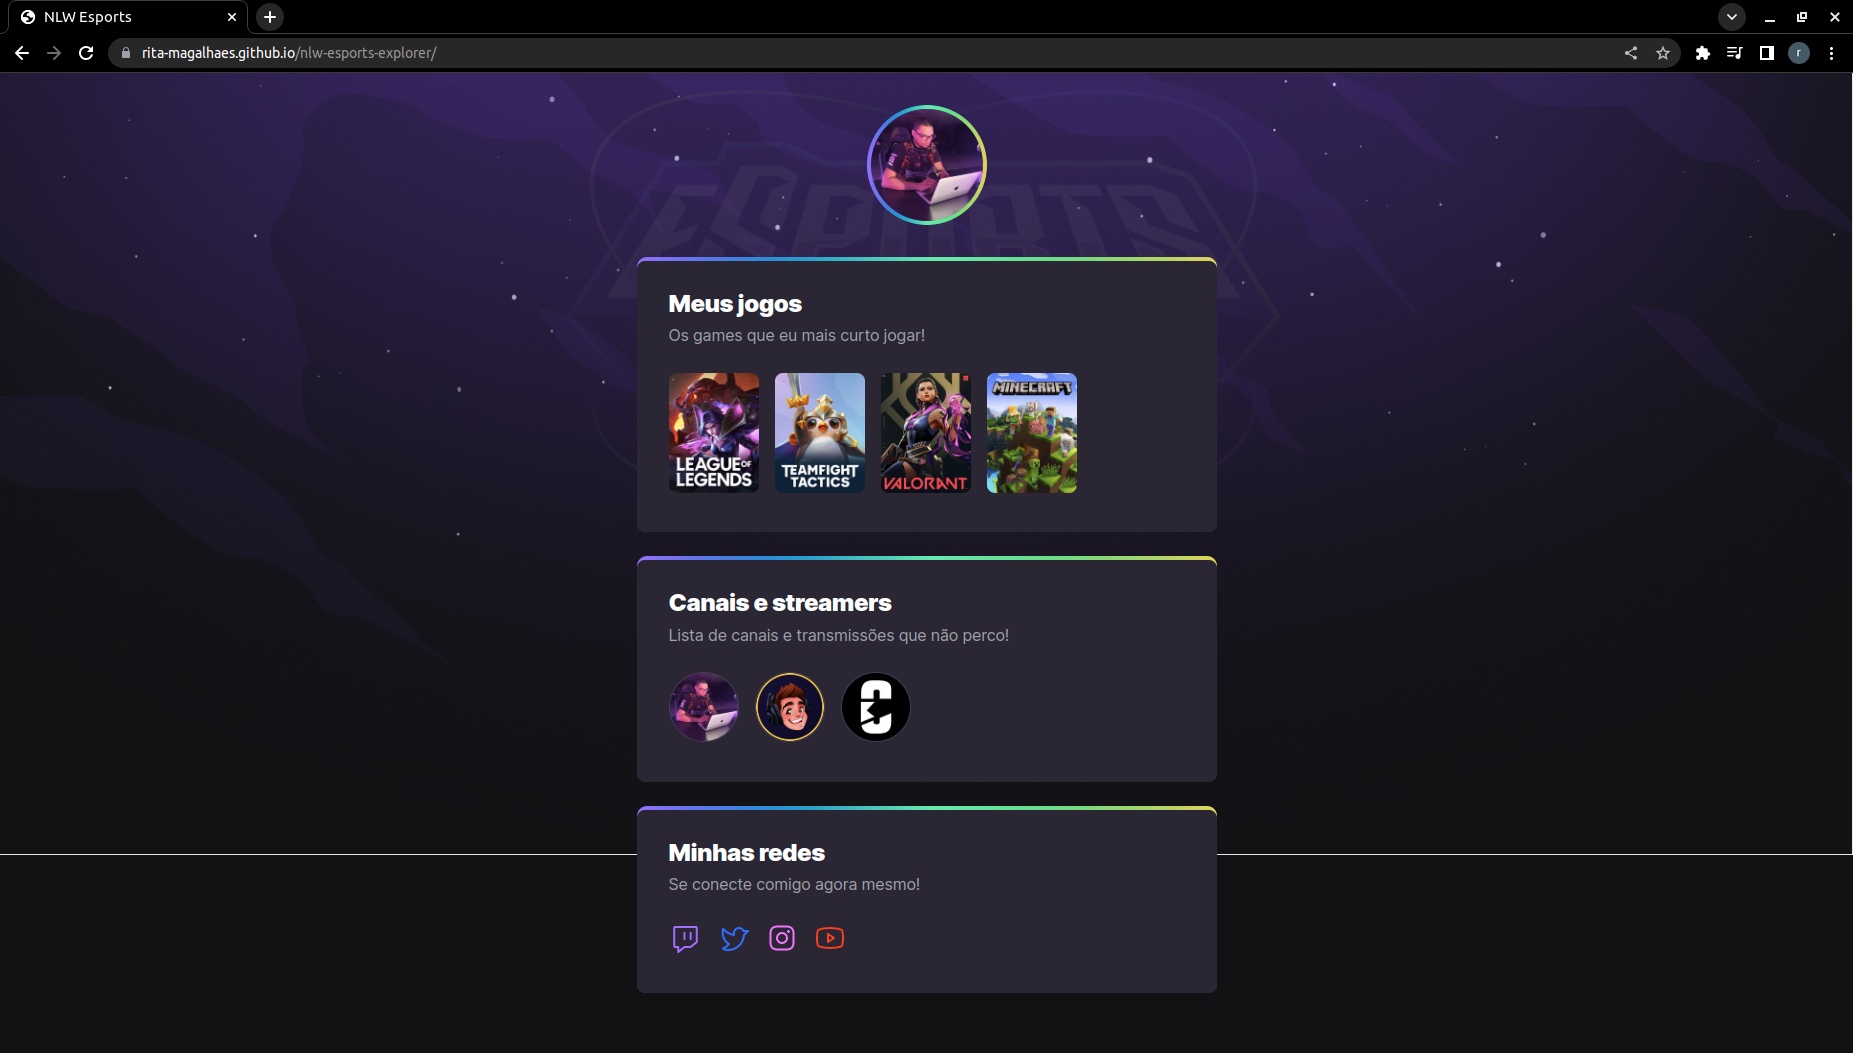 NLW Esports
rita-magalhaes.github.io/nlw-esports-explorer/
r
ESPORTS
Meus jogos
Os games que eu mais curto jogar!
LEAGUE OF
LEGENDS
TEAMFIGHT
TACTICS
VALORANT
MINECRAFT
Canais e streamers
Lista de canais e transmissões que não perco!
Minhas redes
Se conecte comigo agora mesmo!